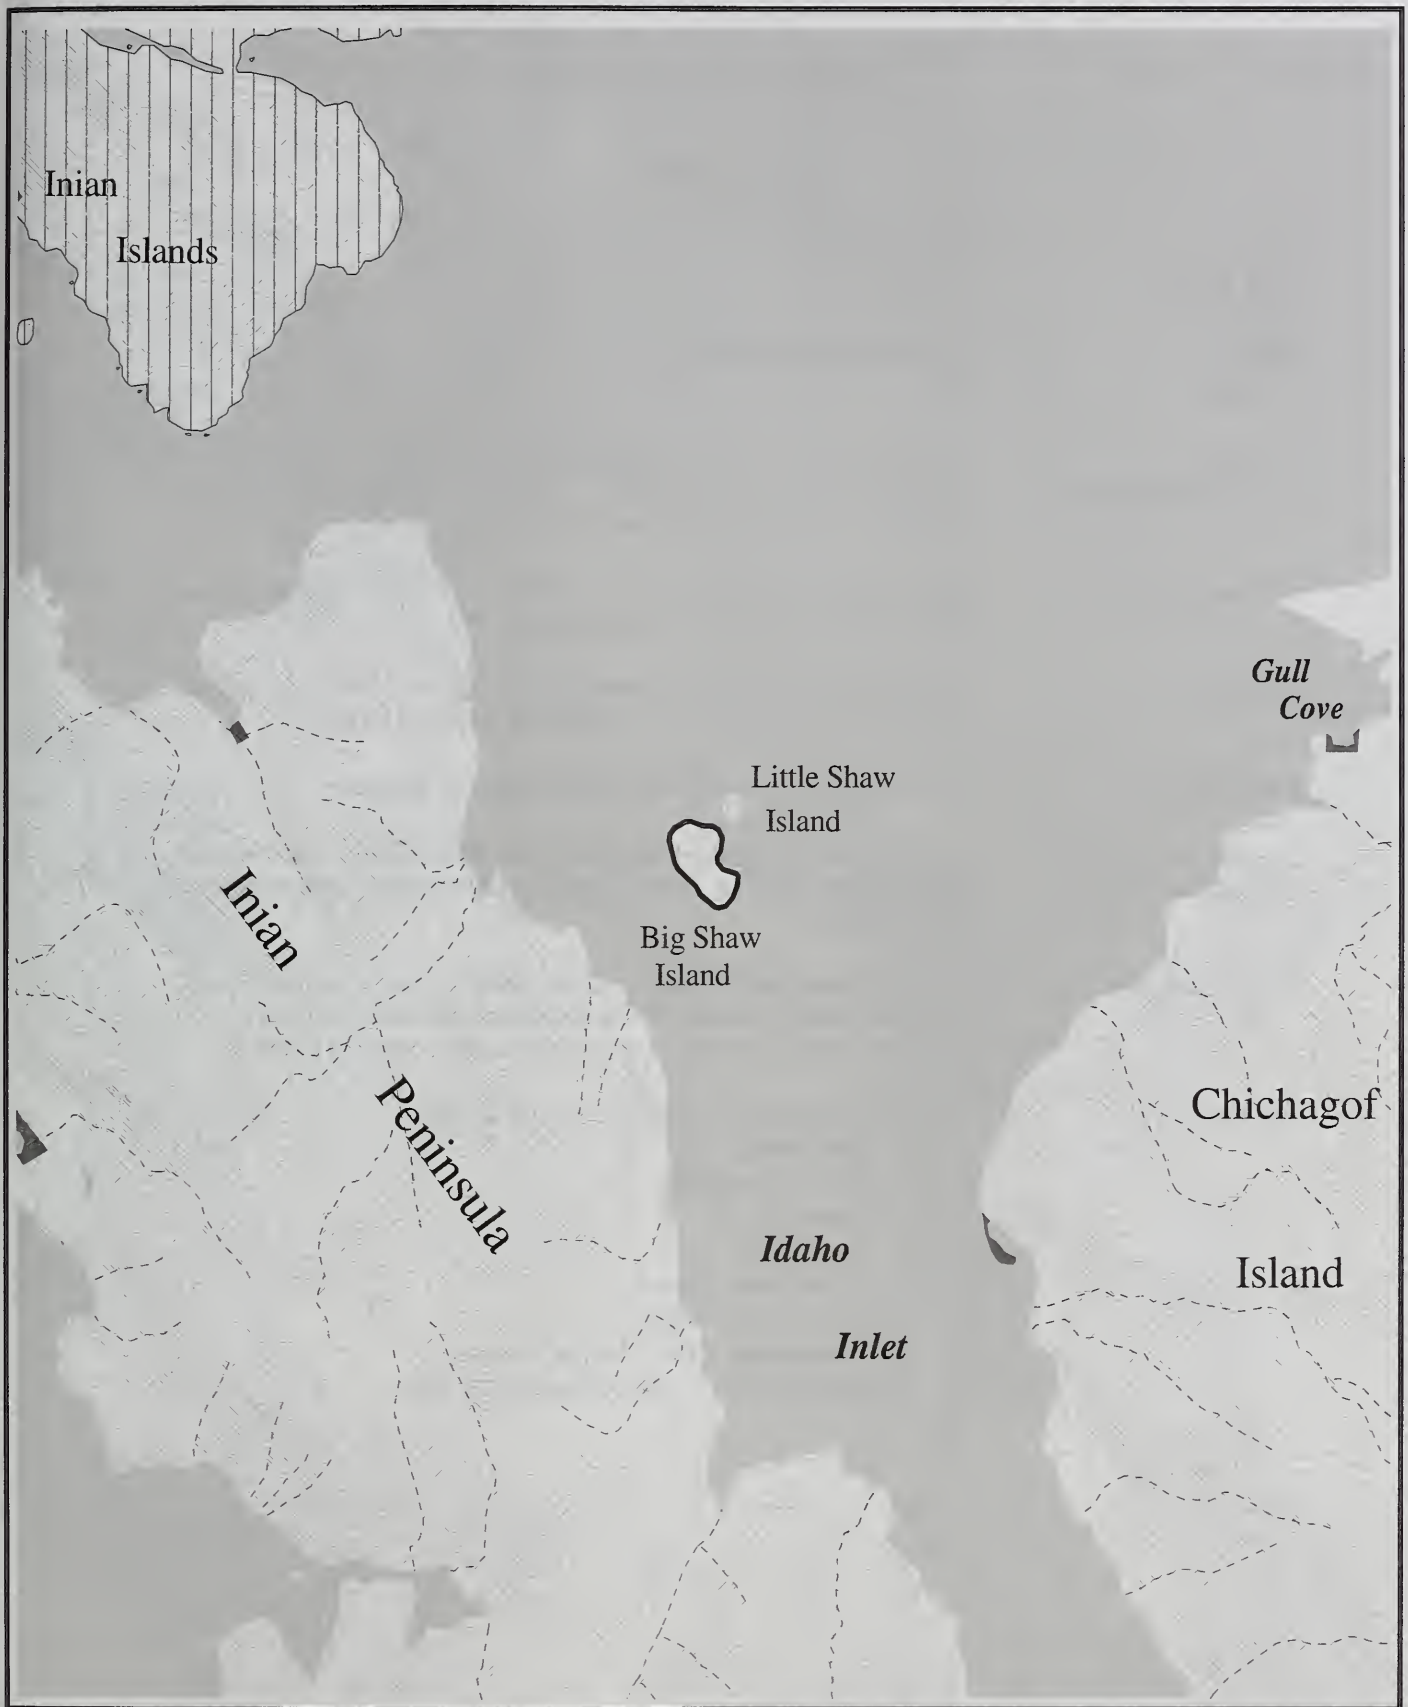 Inian
Islands
Gull
Cove
Little Shaw
Island
Big Shaw
Island
Inian
Peninsula
Chichagof
Island
Idaho
Inlet